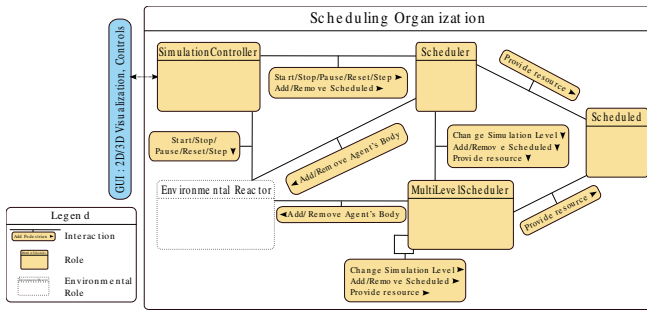 Scheduling Organization
GUI : 2D/3D Visualization, Controls
SimulationController
Scheduler
Start/Stop/Pause/Reset/Step ►
Add/Remove Scheduled ►
Provide resource ►
Scheduled
Start/Stop/
Pause/Reset/Step ▼
◄ Add/Remove Agent's Body
Change Simulation Level ▼
Add/Remove Scheduled ▼
Provide resource ▼
Environmental Reactor
MultiLevelScheduler
◄Add/Remove Agent's Body
Provide resource ►
Change Simulation Level ►
Add/Remove Scheduled ►
Provide resource ►
Legend
Interaction
Role
Environmental
Role